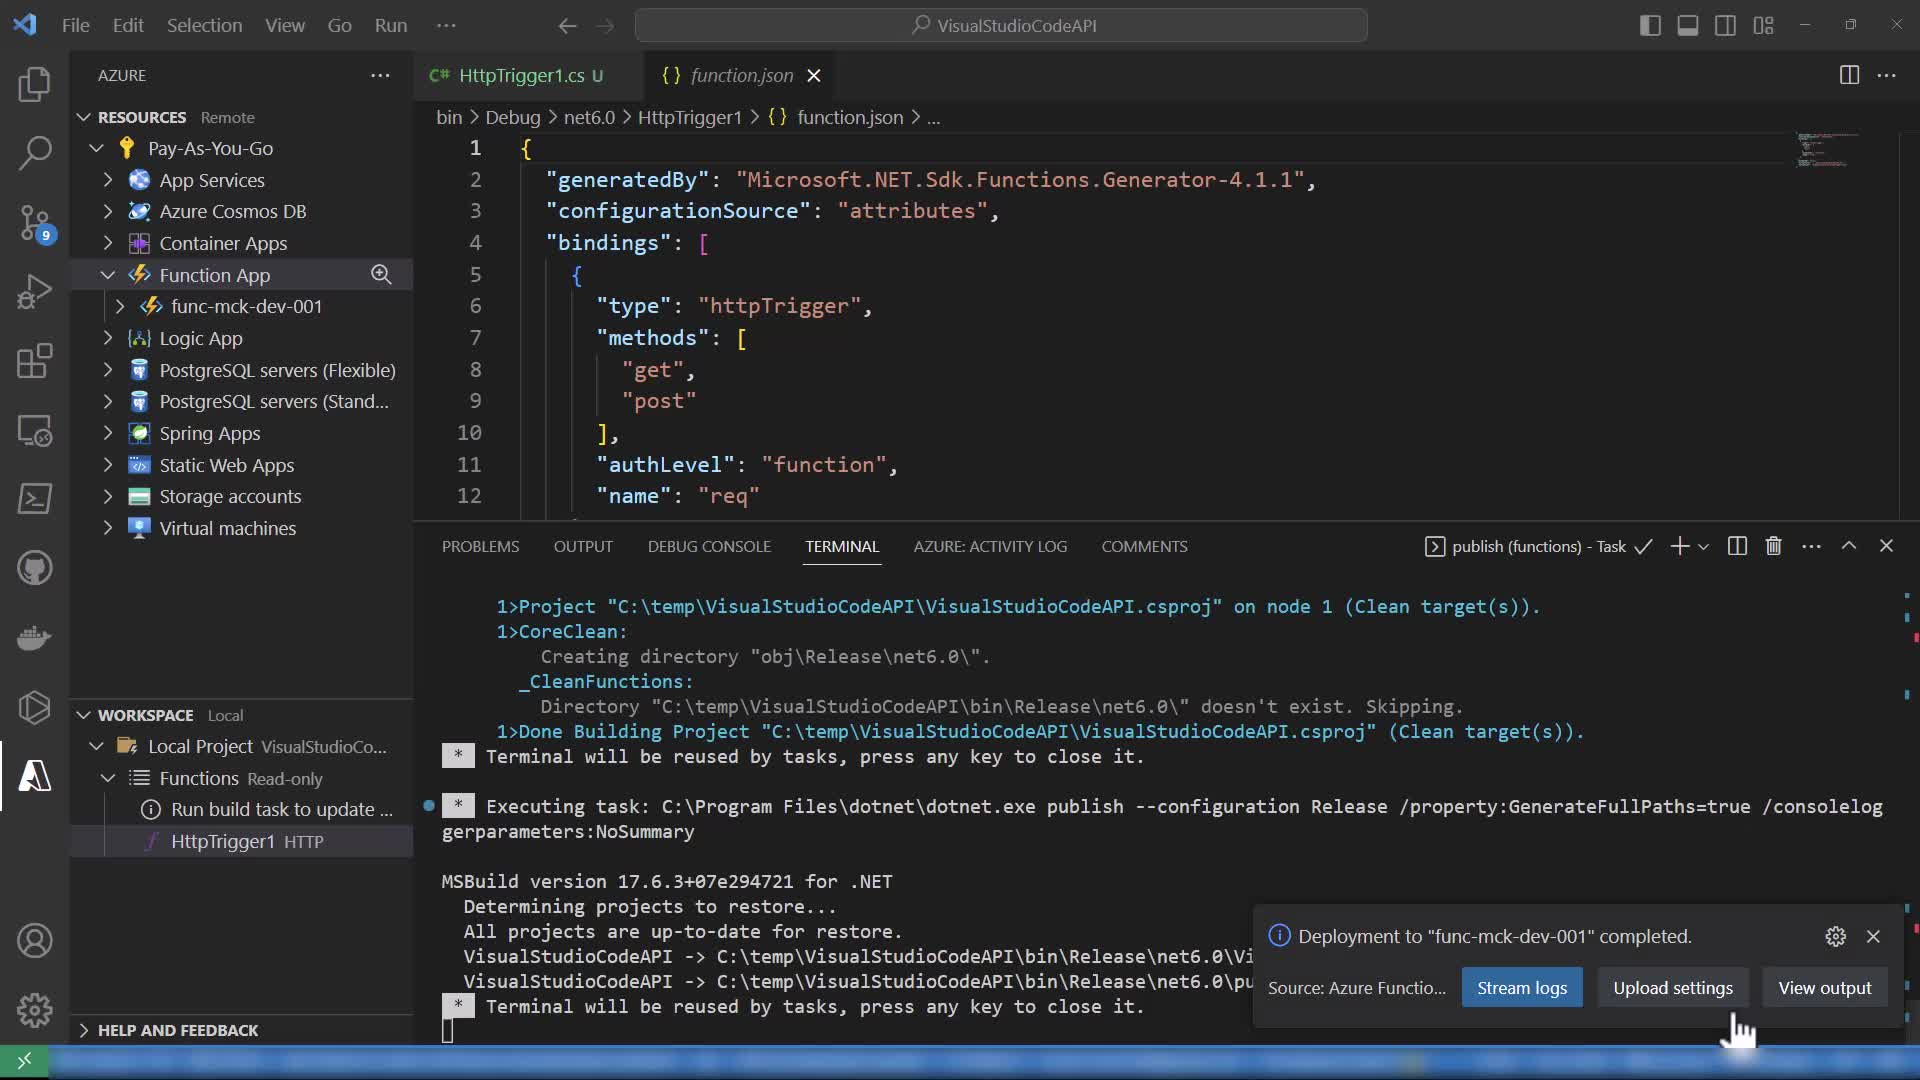 File Edit Selection View Go Run ···
VisualStudioCodeAPI
AZURE
RESOURCES Remote
Pay-As-You-Go
App Services
Azure Cosmos DB
Container Apps
Function App
func-mck-dev-001
Logic App
PostgreSQL servers (Flexible)
PostgreSQL servers (Stand...
Spring Apps
Static Web Apps
Storage accounts
Virtual machines
9
WORKSPACE Local
Local Project VisualStudioCo...
Functions Read-only
Run build task to update ...
HttpTrigger1 HTTP
HELP AND FEEDBACK
C# HttpTrigger1.cs U
{} function.json
bin > Debug > net6.0 > HttpTrigger1 > {} function.json > ...
1 {
2 "generatedBy": "Microsoft.NET.Sdk.Functions.Generator-4.1.1",
3 "configurationSource": "attributes",
4 "bindings": [
5 {
6 "type": "httpTrigger",
7 "methods": [
8 "get",
9 "post"
10 ],
11 "authLevel": "function",
12 "name": "req"
PROBLEMS OUTPUT DEBUG CONSOLE TERMINAL AZURE: ACTIVITY LOG COMMENTS
publish (functions) - Task
1>Project "C:\temp\VisualStudioCodeAPI\VisualStudioCodeAPI.csproj" on node 1 (Clean target(s)).
1>CoreClean:
Creating directory "obj\Release\net6.0\".
_CleanFunctions:
Directory "C:\temp\VisualStudioCodeAPI\bin\Release\net6.0\" doesn't exist. Skipping.
1>Done Building Project "C:\temp\VisualStudioCodeAPI\VisualStudioCodeAPI.csproj" (Clean target(s)).
* Terminal will be reused by tasks, press any key to close it.
* Executing task: C:\Program Files\dotnet\dotnet.exe publish --configuration Release /property:GenerateFullPaths=true /consolelog
gerparameters:NoSummary
MSBuild version 17.6.3+07e294721 for .NET
Determining projects to restore...
All projects are up-to-date for restore.
VisualStudioCodeAPI -> C:\temp\VisualStudioCodeAPI\bin\Release\net6.0\Vi
VisualStudioCodeAPI -> C:\temp\VisualStudioCodeAPI\bin\Release\net6.0\pu
* Terminal will be reused by tasks, press any key to close it.
Deployment to "func-mck-dev-001" completed.
Source: Azure Functio...
Stream logs
Upload settings
View output